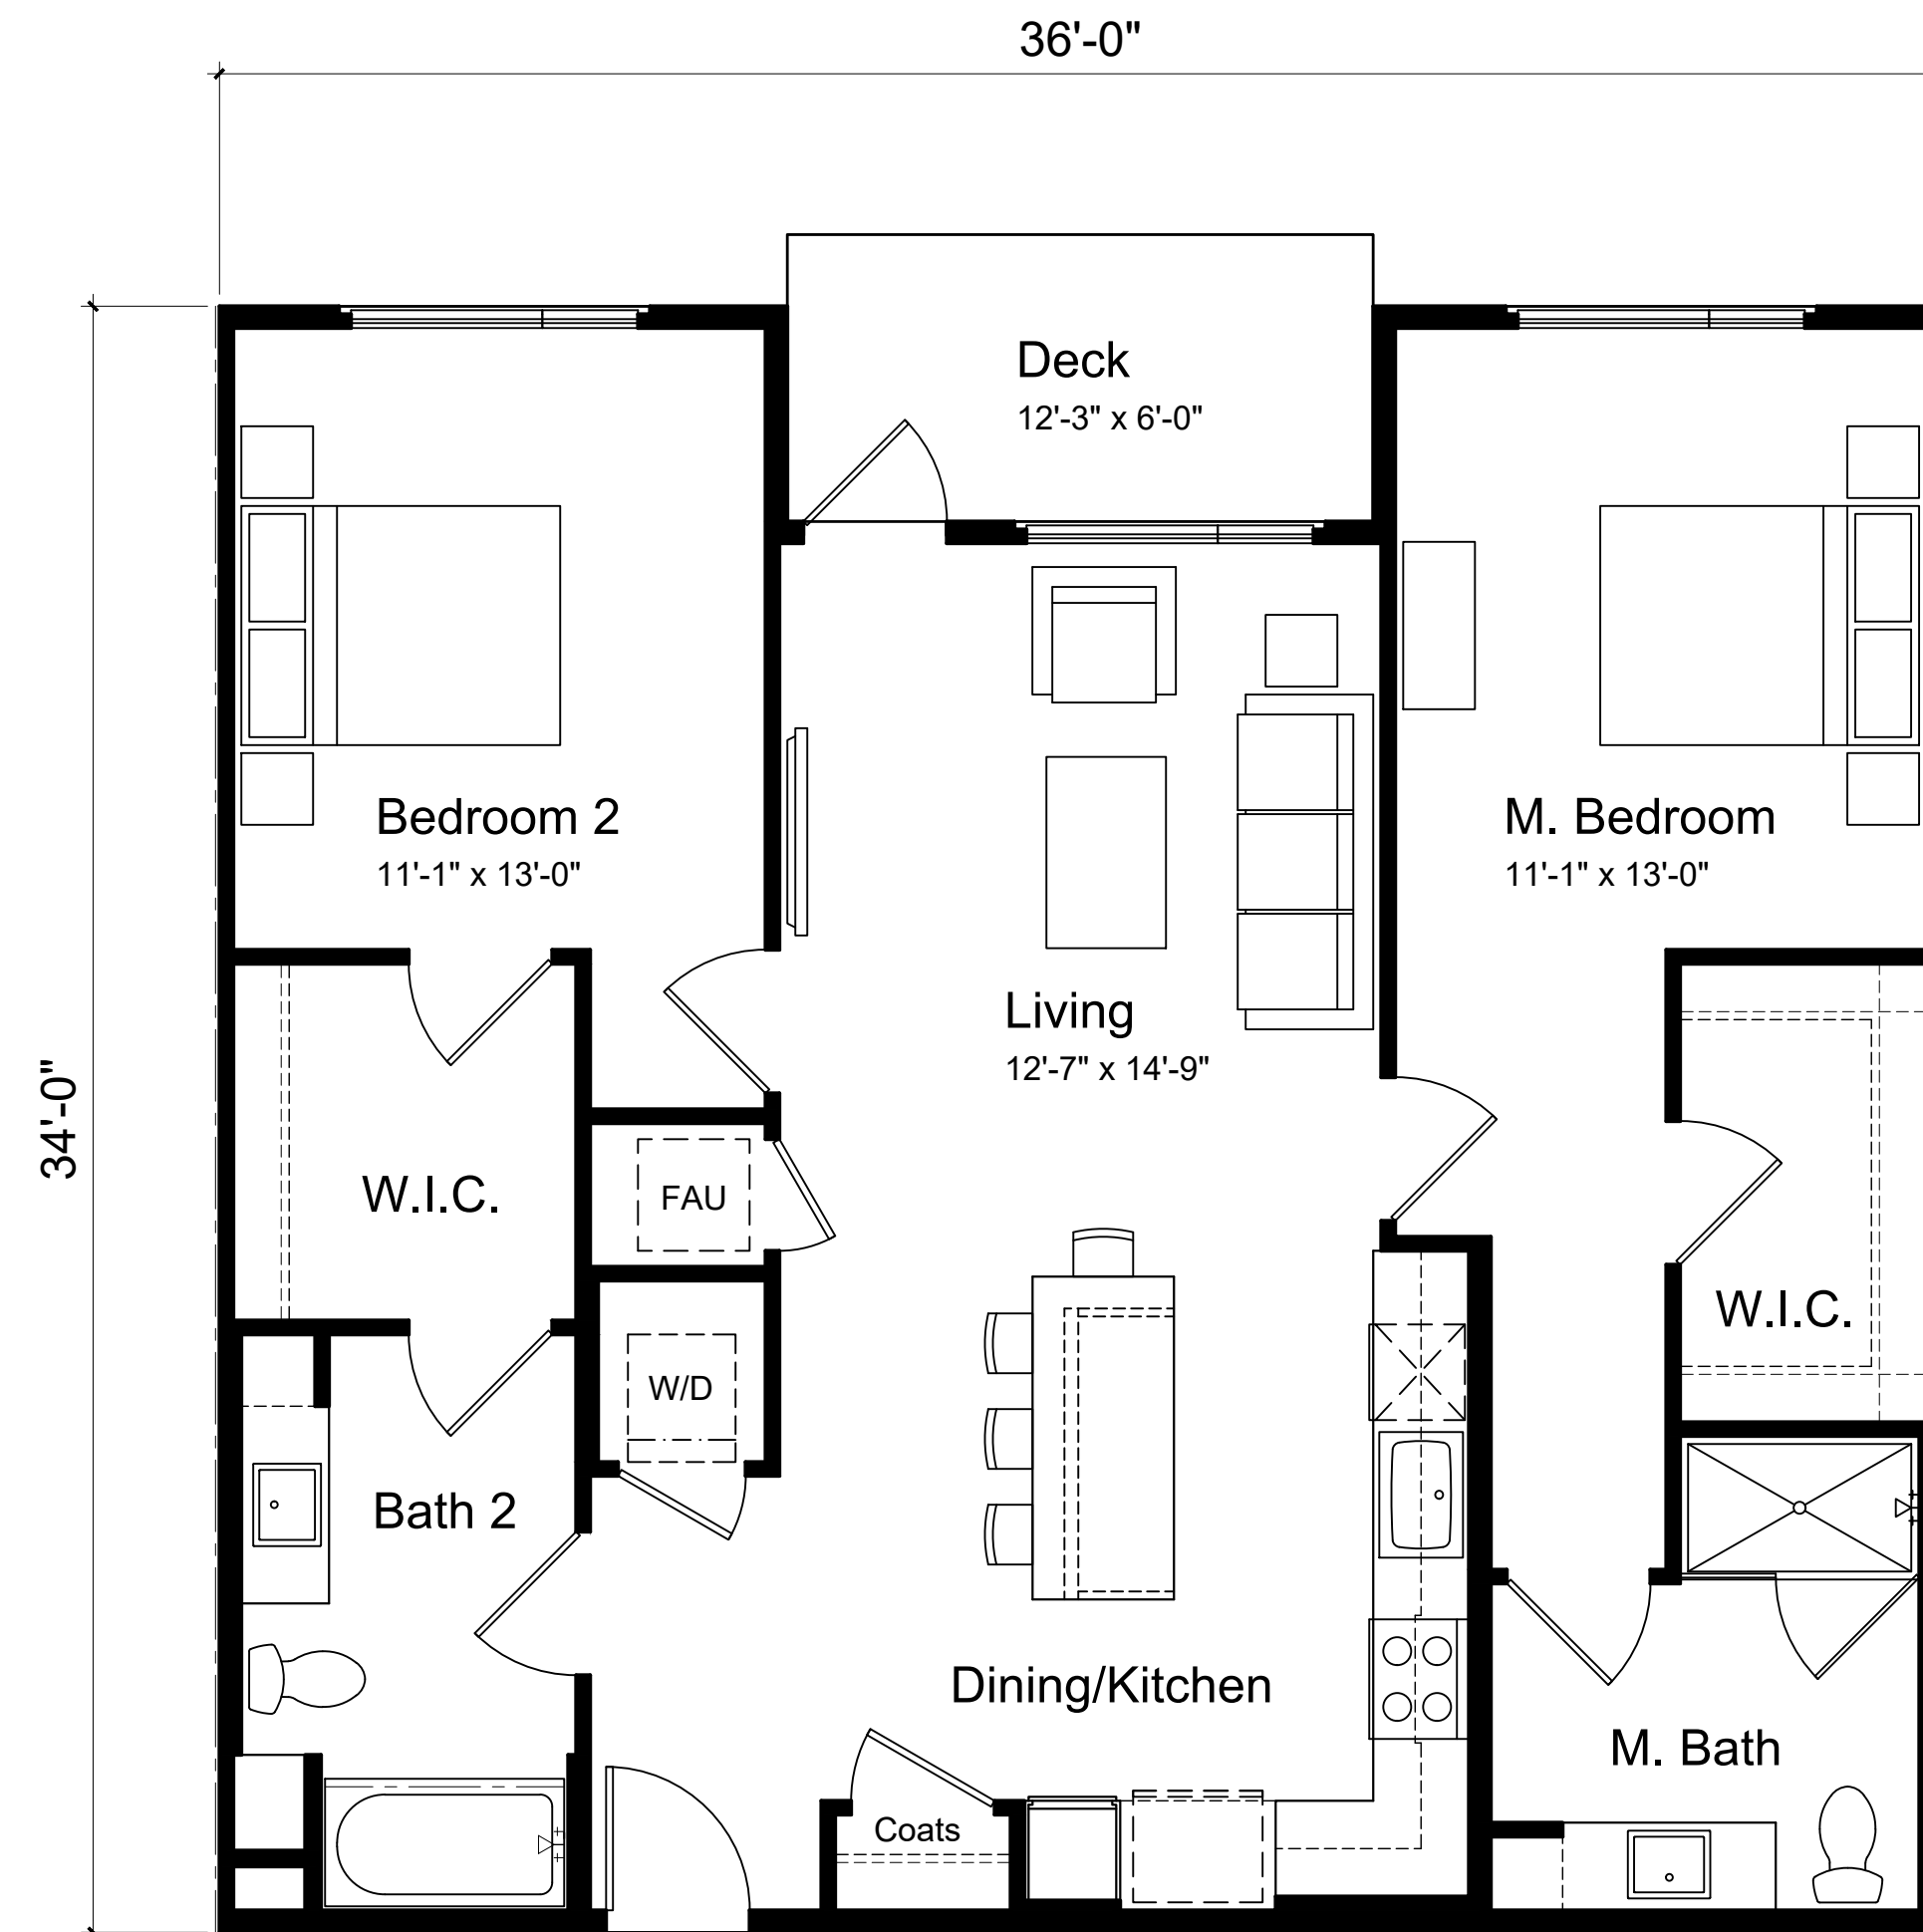 36'-0"
Deck
12'-3" x 6'-0"
Bedroom 2
11'-1" x 13'-0"
M. Bedroom
11'-1" x 13'-0"
Living
12'-7" x 14'-9"
34'-0"
W.I.C.
FAU
W.I.C.
W/D
Bath 2
Dining/Kitchen
M. Bath
Coats